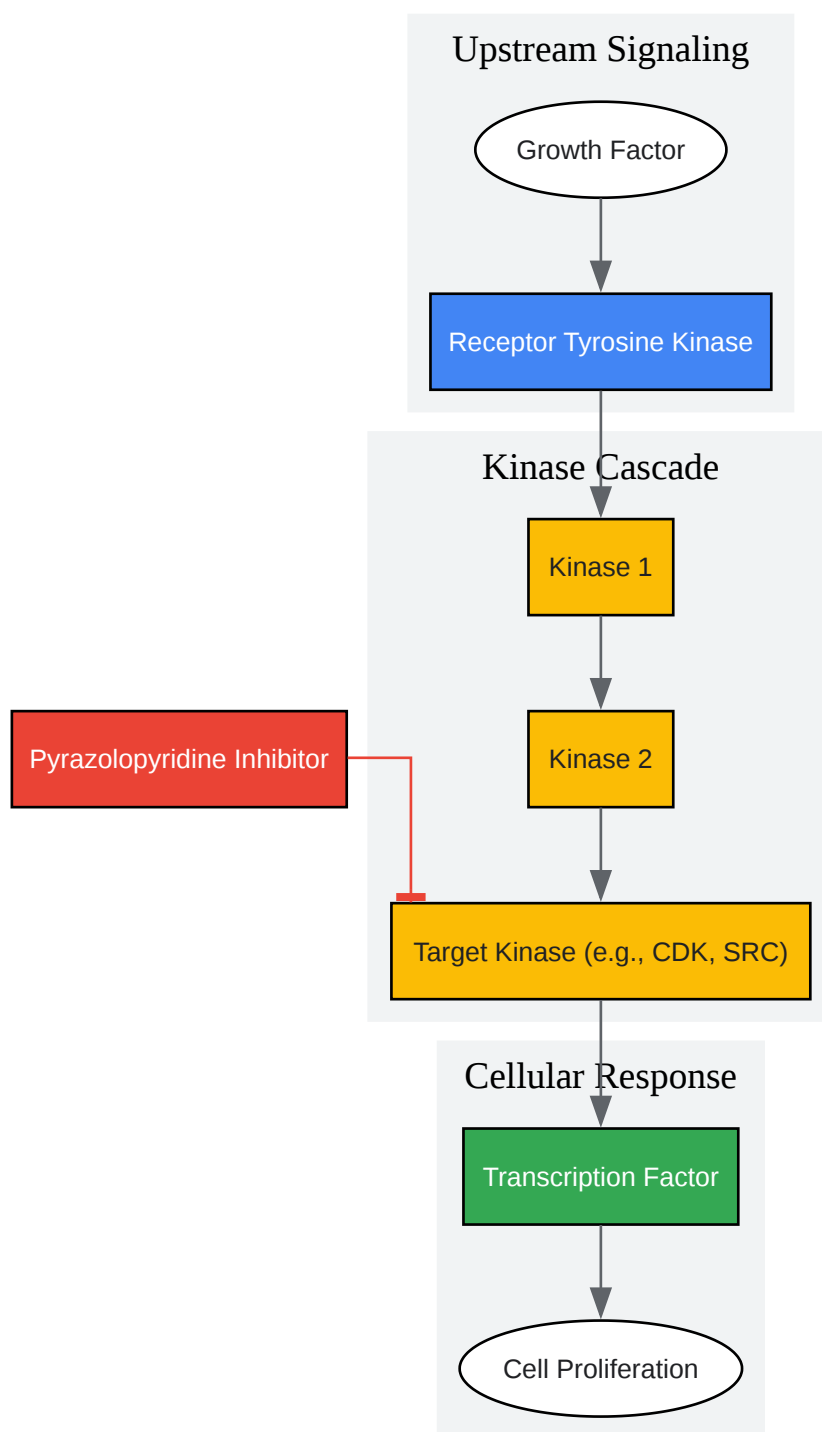 Upstream Signaling
Growth Factor
Receptor Tyrosine Kinase
Kinase Cascade
Kinase 1
Pyrazolopyridine Inhibitor
Kinase 2
Target Kinase (e.g., CDK, SRC)
Cellular Response
Transcription Factor
Cell Proliferation